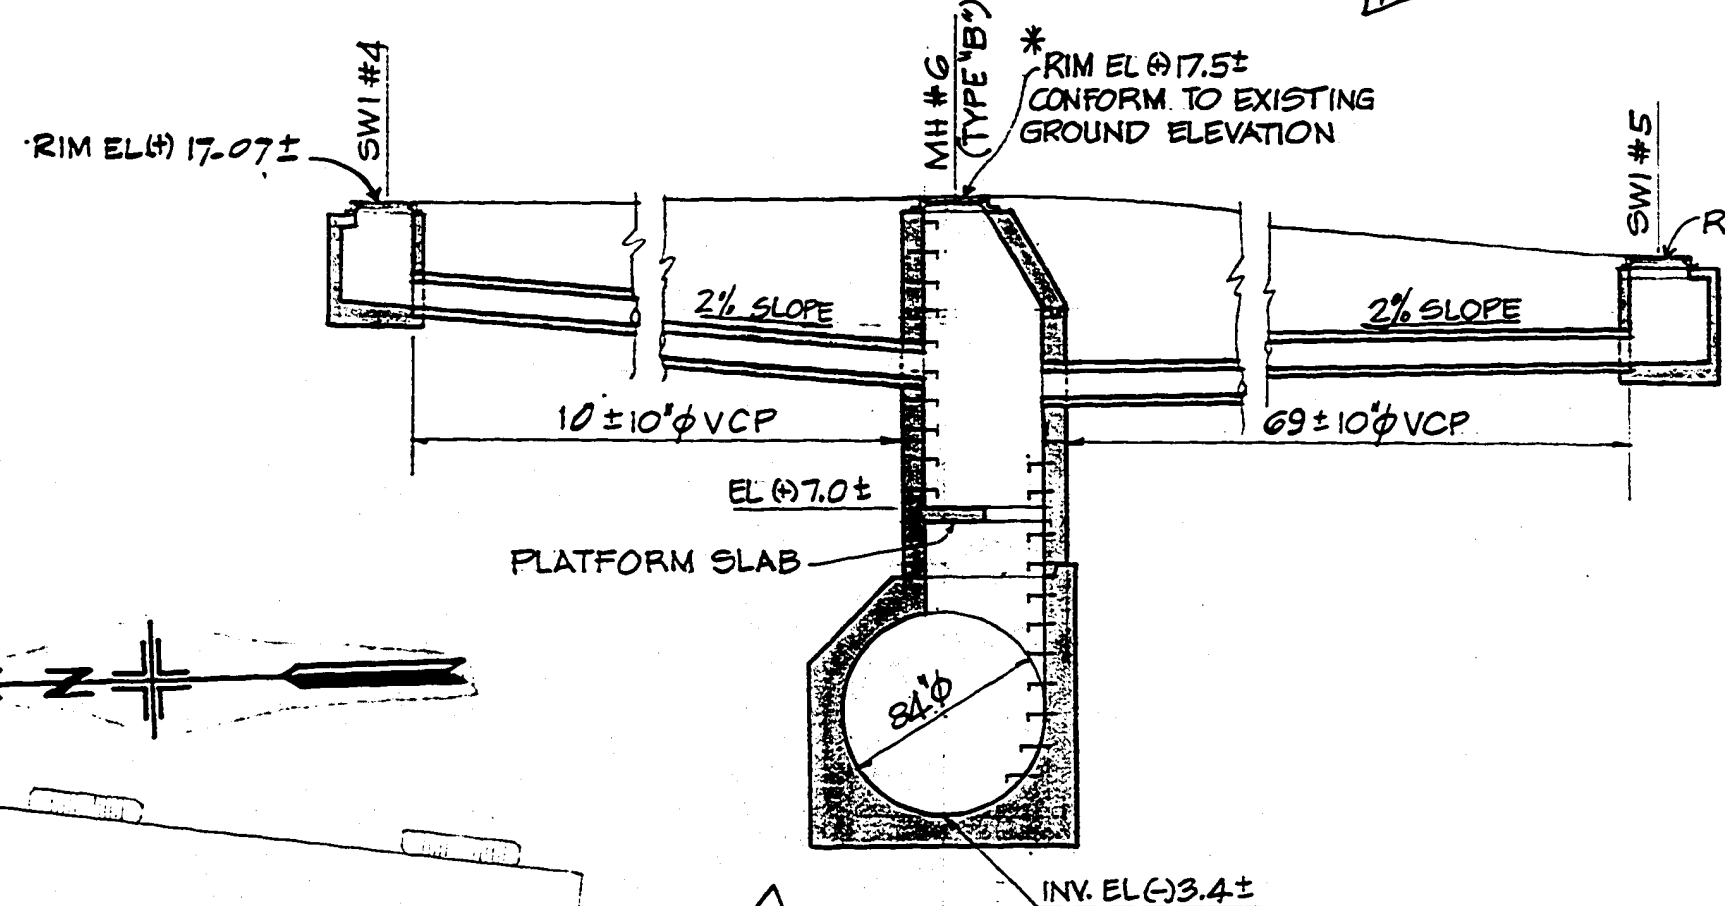 SWI #4
MH #6
(TYPE "B")
*
RIM EL (+) 17.5±
CONFORM TO EXISTING
GROUND ELEVATION
RIM EL (+) 17.07±
SWI #5
R
2% SLOPE
2% SLOPE
10 ± 10"φ VCP
69 ± 10"φ VCP
EL (+) 7.0±
PLATFORM SLAB
N
84"φ
INV. EL (-) 3.4±